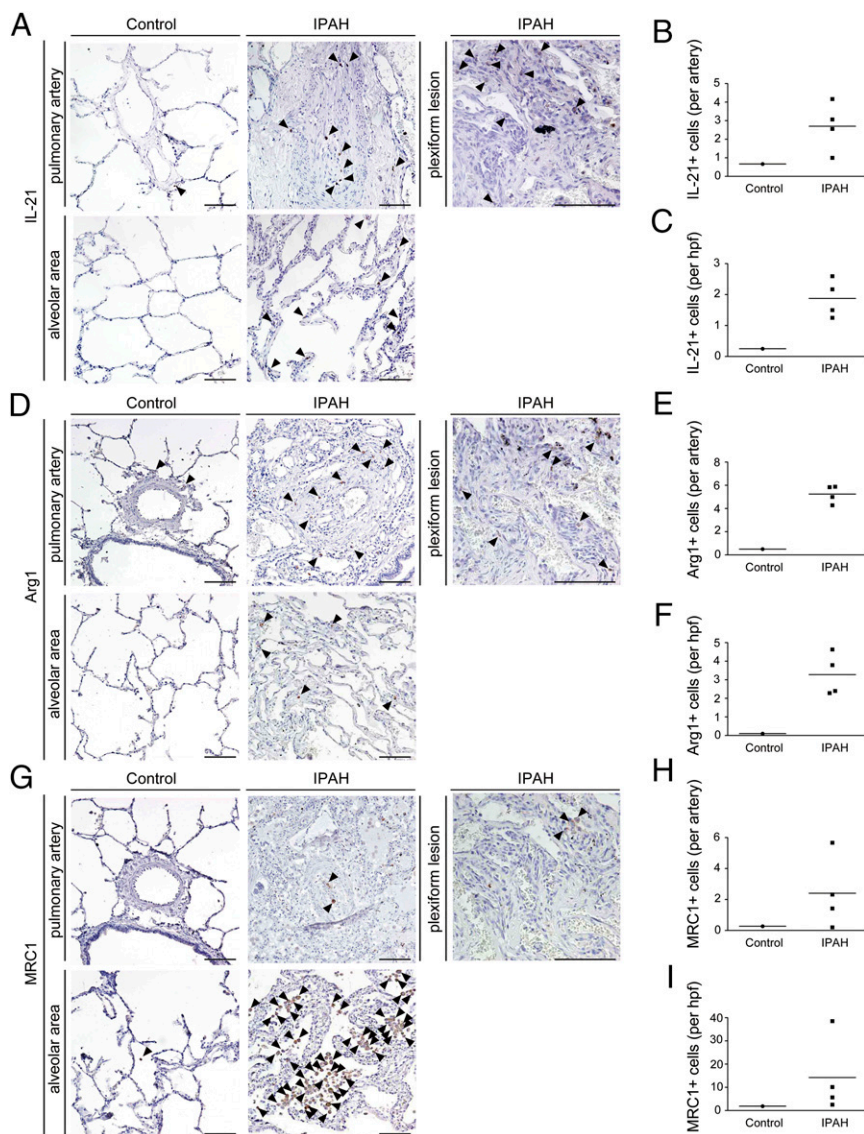 A
Control
IPAH
IPAH
IL-21
pulmonary artery
plexiform lesion
alveolar area
B
IL-21+ cells (per artery)
5
4
3
2
1
0
Control
IPAH
C
IL-21+ cells (per hpf)
3
2
1
0
Control
IPAH
D
Control
IPAH
IPAH
Arg1
pulmonary artery
plexiform lesion
alveolar area
E
Arg1+ cells (per artery)
8
6
4
2
0
Control
IPAH
F
Arg1+ cells (per hpf)
5
4
3
2
1
0
Control
IPAH
G
Control
IPAH
IPAH
MRC1
pulmonary artery
plexiform lesion
alveolar area
H
MRC1+ cells (per artery)
6
4
2
0
Control
IPAH
I
MRC1+ cells (per hpf)
40
30
20
10
0
Control
IPAH